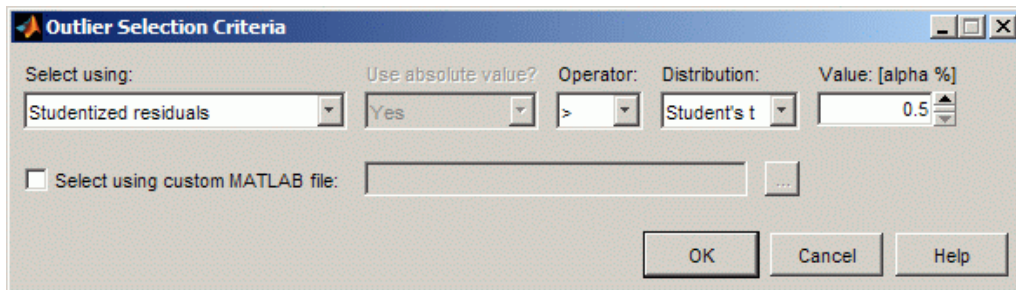 Outlier Selection Criteria
Select using: Use absolute value? Operator: Distribution: Value: [alpha %]
Studentized residuals Yes > Student's t 0.5
Select using custom MATLAB file: ...
OK Cancel Help